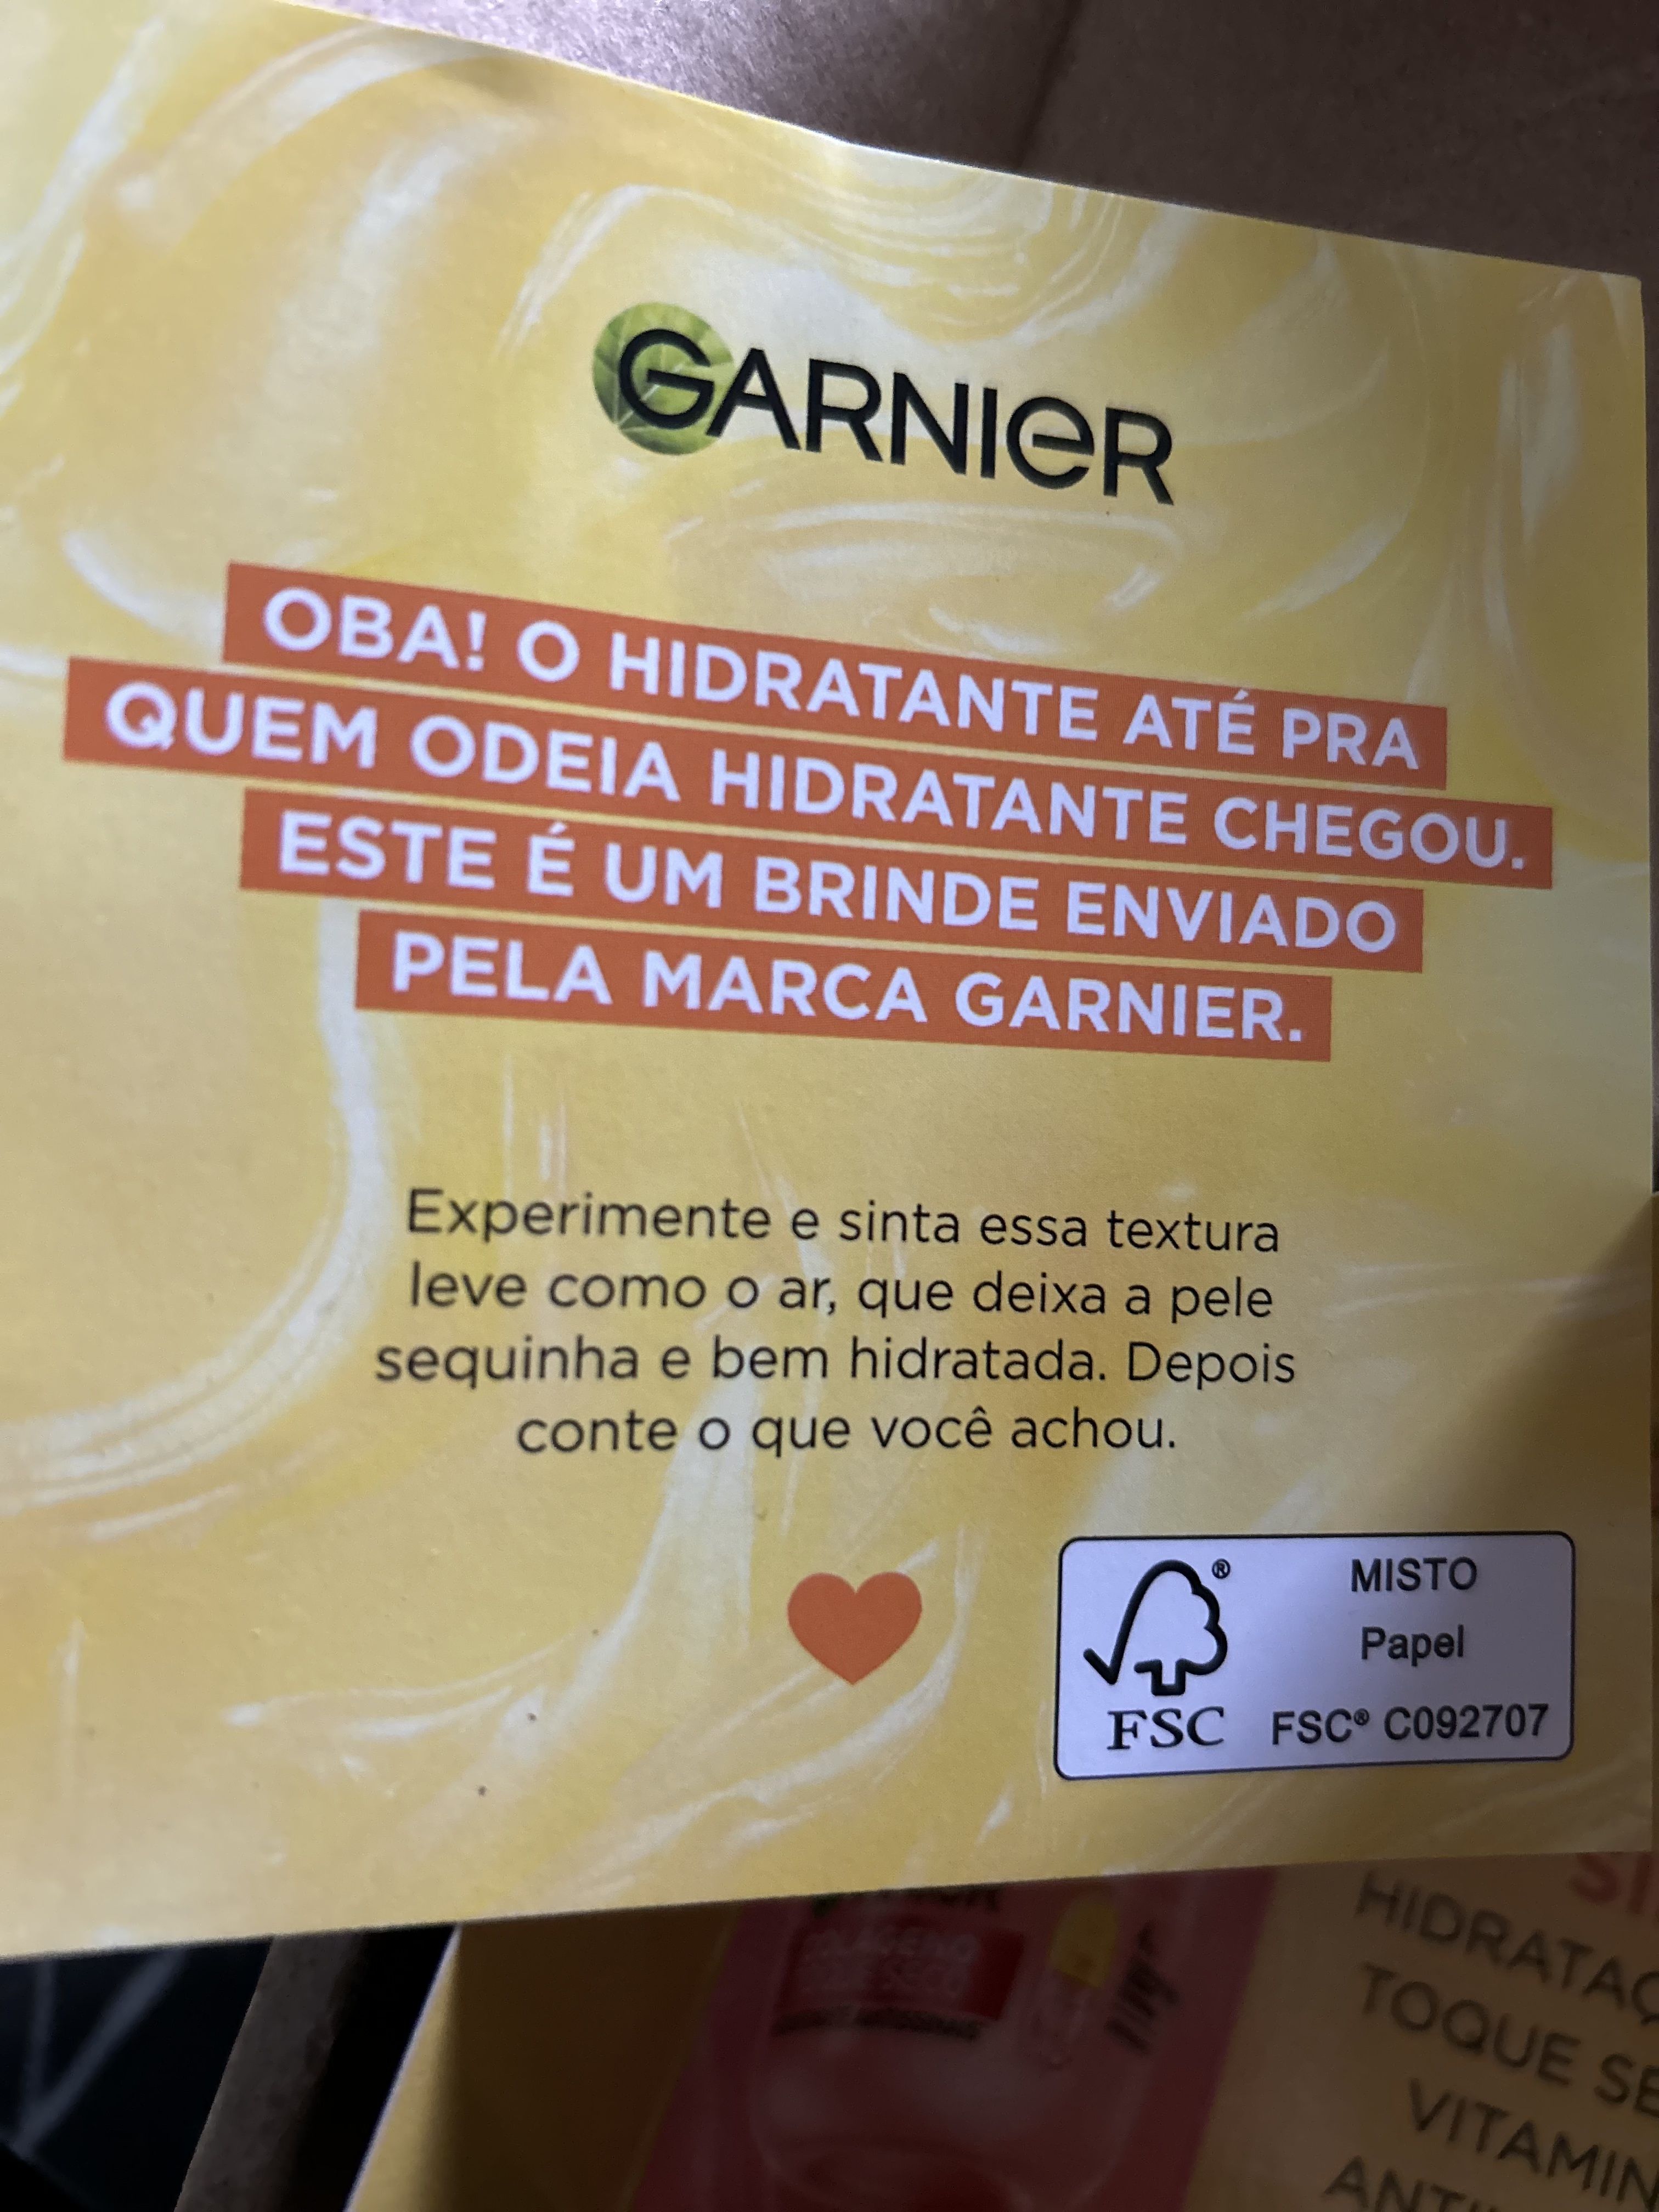 GARNIER
OBA! O HIDRATANTE ATÉ PRA
QUEM ODEIA HIDRATANTE CHEGOU.
ESTE É UM BRINDE ENVIADO
PELA MARCA GARNIER.
Experimente e sinta essa textura
leve como o ar, que deixa a pele
sequinha e bem hidratada. Depois
conte o que você achou.
MISTO
Papel
FSC® C092707
®
FSC
HIDRATAÇ
TOQUE SE
VITAMIN